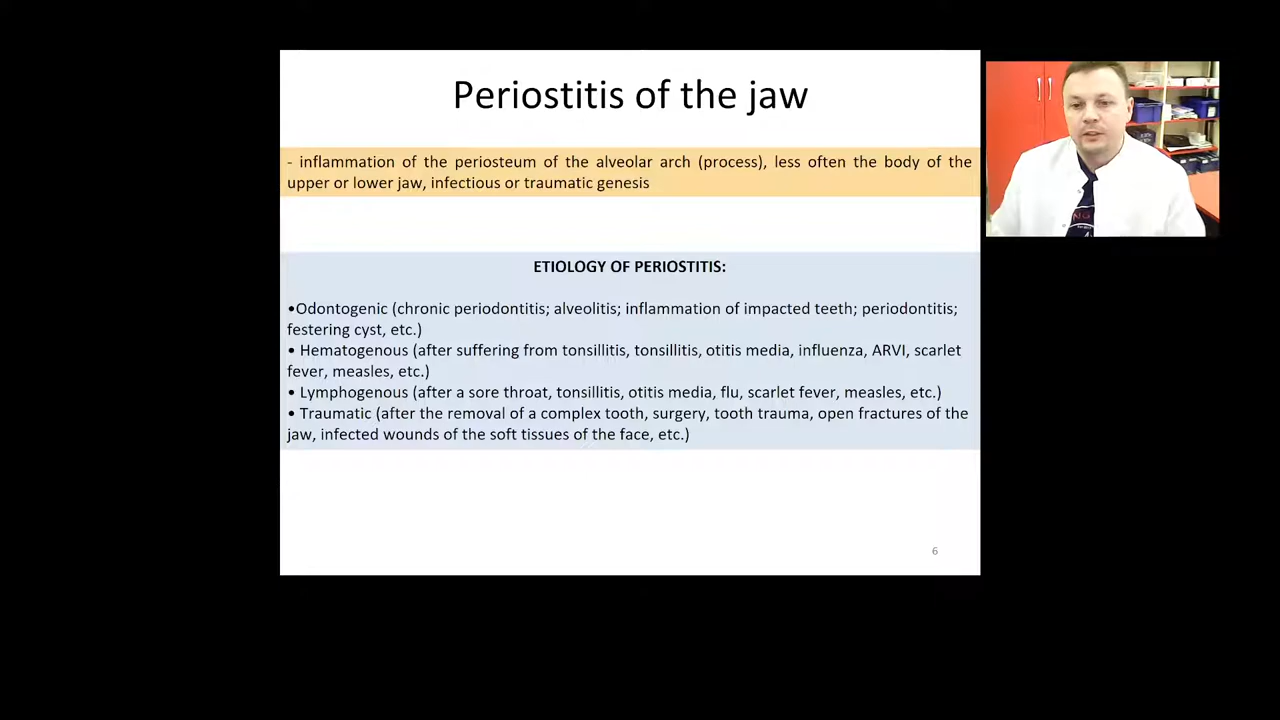 Periostitis of the jaw
- inflammation of the periosteum of the alveolar arch (process), less often the body of the
upper or lower jaw, infectious or traumatic genesis
ETIOLOGY OF PERIOSTITIS:
•Odontogenic (chronic periodontitis; alveolitis; inflammation of impacted teeth; periodontitis;
festering cyst, etc.)
• Hematogenous (after suffering from tonsillitis, tonsillitis, otitis media, influenza, ARVI, scarlet
fever, measles, etc.)
• Lymphogenous (after a sore throat, tonsillitis, otitis media, flu, scarlet fever, measles, etc.)
• Traumatic (after the removal of a complex tooth, surgery, tooth trauma, open fractures of the
jaw, infected wounds of the soft tissues of the face, etc.)
6